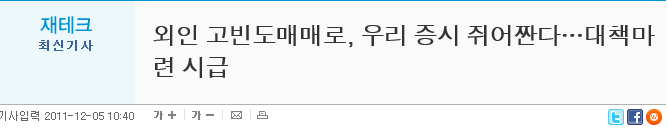 재테크
최신기사
외인 고빈도매매로, 우리 증시 쥐어짠다…대책마
련 시급
기사입력 2011-12-05 10:40
가 + 가 -